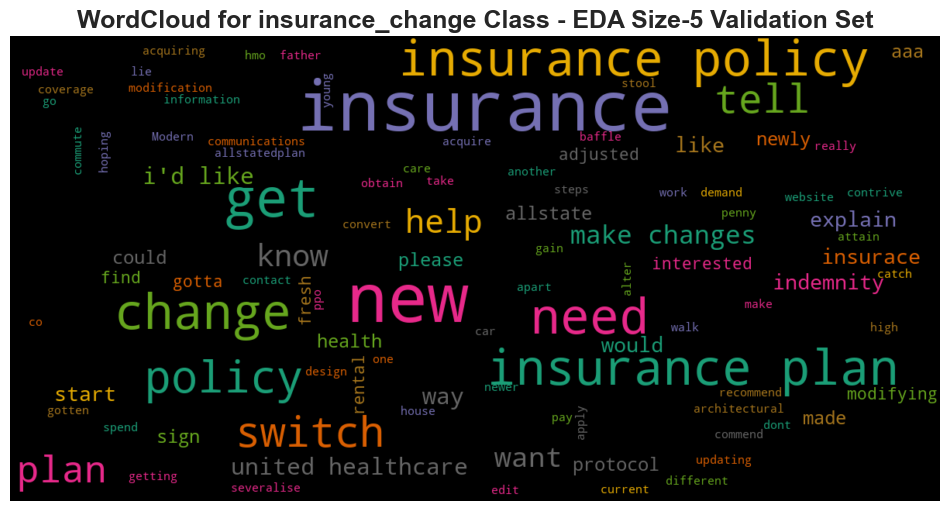 WordCloud for insurance_change Class - EDA Size-5 Validation Set
acquiring
hmo
father
insurance policy
aaa
update
lie
coverage
modification
young
stool
go
information
insurance
tell
commute
hoping
Modern
communications
allstatedplan
acquire
baffle
adjusted
like
newly
really
i'd like
care
another
obtain
take
get
steps
work
demand
website
contrive
convert
help
allstate
penny
explain
attain
make changes
could
know
please
gain
interested
insurace
catch
find
gotta
contact
fresh
ppo
apart
alter
indemnity
make
co
change
new
car
need
walk
high
health
would
policy
design
rental
one
insurance plan
newer
start
gotten
way
house
recommend
modifying
architectural
made
spend
sign
switch
pay
apply
commend
dont
plan
getting
united healthcare
want
protocol
updating
severalise
edit
current
different